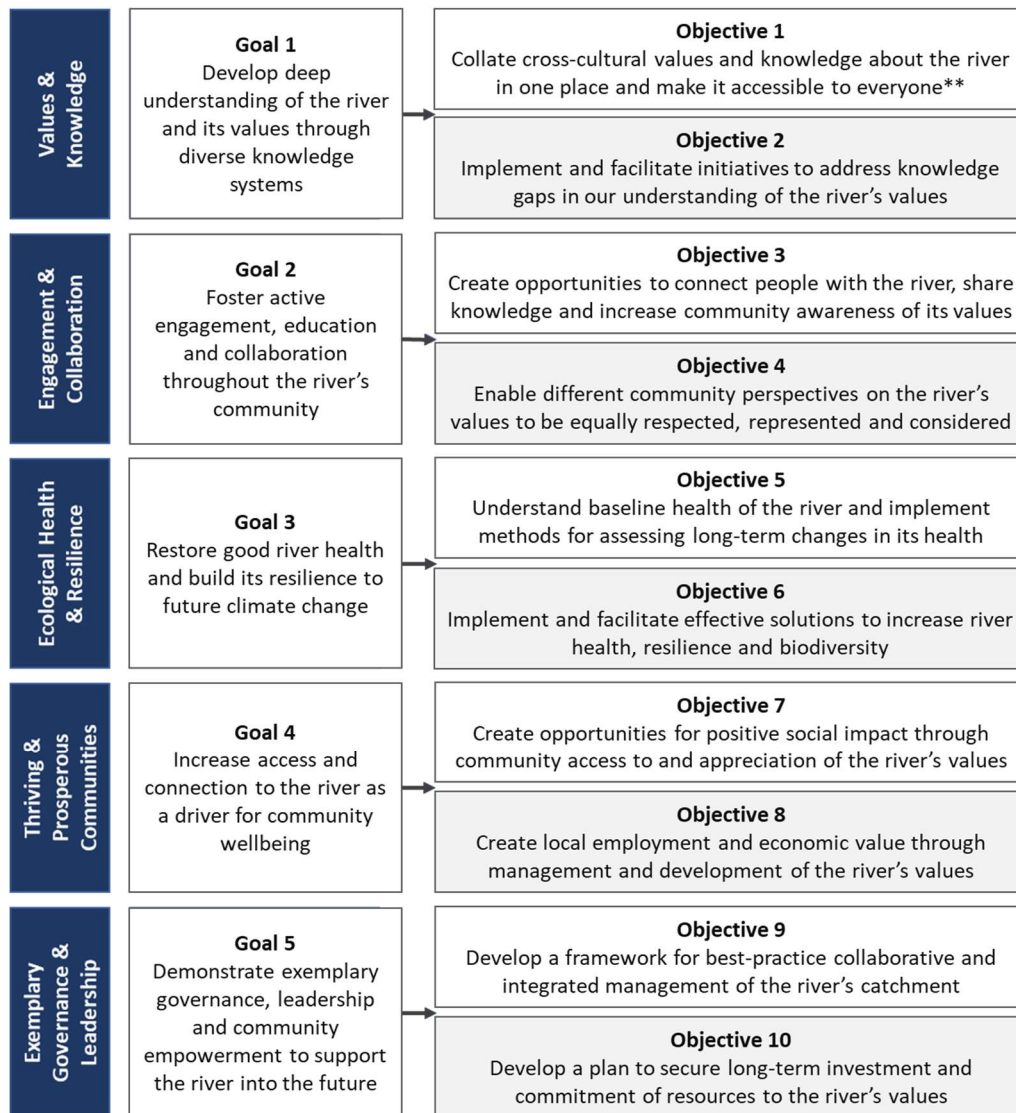 Values &
Knowledge
Goal 1
Develop deep
understanding of the river
and its values through
diverse knowledge
systems
Objective 1
Collate cross-cultural values and knowledge about the river
in one place and make it accessible to everyone**
Objective 2
Implement and facilitate initiatives to address knowledge
gaps in our understanding of the river’s values
Engagement &
Collaboration
Goal 2
Foster active
engagement, education
and collaboration
throughout the river’s
community
Objective 3
Create opportunities to connect people with the river, share
knowledge and increase community awareness of its values
Objective 4
Enable different community perspectives on the river’s
values to be equally respected, represented and considered
Ecological Health
& Resilience
Goal 3
Restore good river health
and build its resilience to
future climate change
Objective 5
Understand baseline health of the river and implement
methods for assessing long-term changes in its health
Objective 6
Implement and facilitate effective solutions to increase river
health, resilience and biodiversity
Thriving &
Prosperous
Communities
Goal 4
Increase access and
connection to the river as
a driver for community
wellbeing
Objective 7
Create opportunities for positive social impact through
community access to and appreciation of the river’s values
Objective 8
Create local employment and economic value through
management and development of the river’s values
Exemplary
Governance &
Leadership
Goal 5
Demonstrate exemplary
governance, leadership
and community
empowerment to support
the river into the future
Objective 9
Develop a framework for best-practice collaborative and
integrated management of the river’s catchment
Objective 10
Develop a plan to secure long-term investment and
commitment of resources to the river’s values